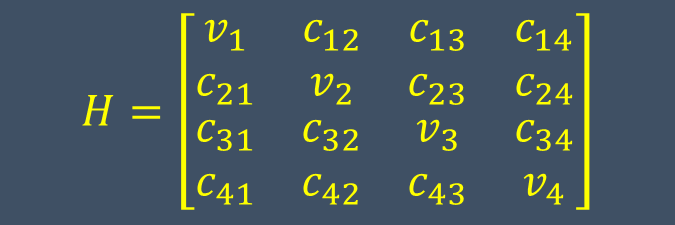 H = [ v₁ c₁₂ c₁₃ c₁₄
c₂₁ v₂ c₂₃ c₂₄
c₃₁ c₃₂ v₃ c₃₄
c₄₁ c₄₂ c₄₃ v₄ ]